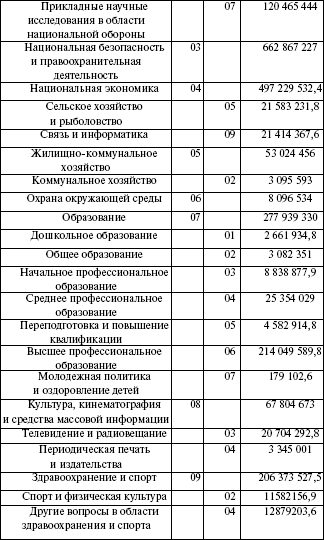 Прикладные научные 07 120 465 444
исследования в области
национальной обороны
Национальная безопасность 03 662 867 227
и правоохранительная
деятельность
Национальная экономика 04 497 229 532,4
Сельское хозяйство 05 21 583 231,8
и рыболовство
Связь и информатика 09 21 414 367,6
Жилищно-коммунальное 05 53 024 456
хозяйство
Коммунальное хозяйство 02 3 095 593
Охрана окружающей среды 06 8 096 534
Образование 07 277 939 330
Дошкольное образование 01 2 661 934,8
Общее образование 02 3 082 351
Начальное профессиональное 03 8 838 877,9
образование
Среднее профессиональное 04 25 354 029
образование
Переподготовка и повышение 05 4 582 914,8
квалификации
Высшее профессиональное 06 214 049 589,8
образование
Молодежная политика 07 179 102,6
и оздоровление детей
Культура, кинематография 08 67 804 673
и средства массовой информации
Телевидение и радиовещание 03 20 704 292,8
Периодическая печать 04 3 345 001
и издательства
Здравоохранение и спорт 09 206 373 527,5
Спорт и физическая культура 02 11582156,9
Другие вопросы в области 04 12879203,6
здравоохранения и спорта